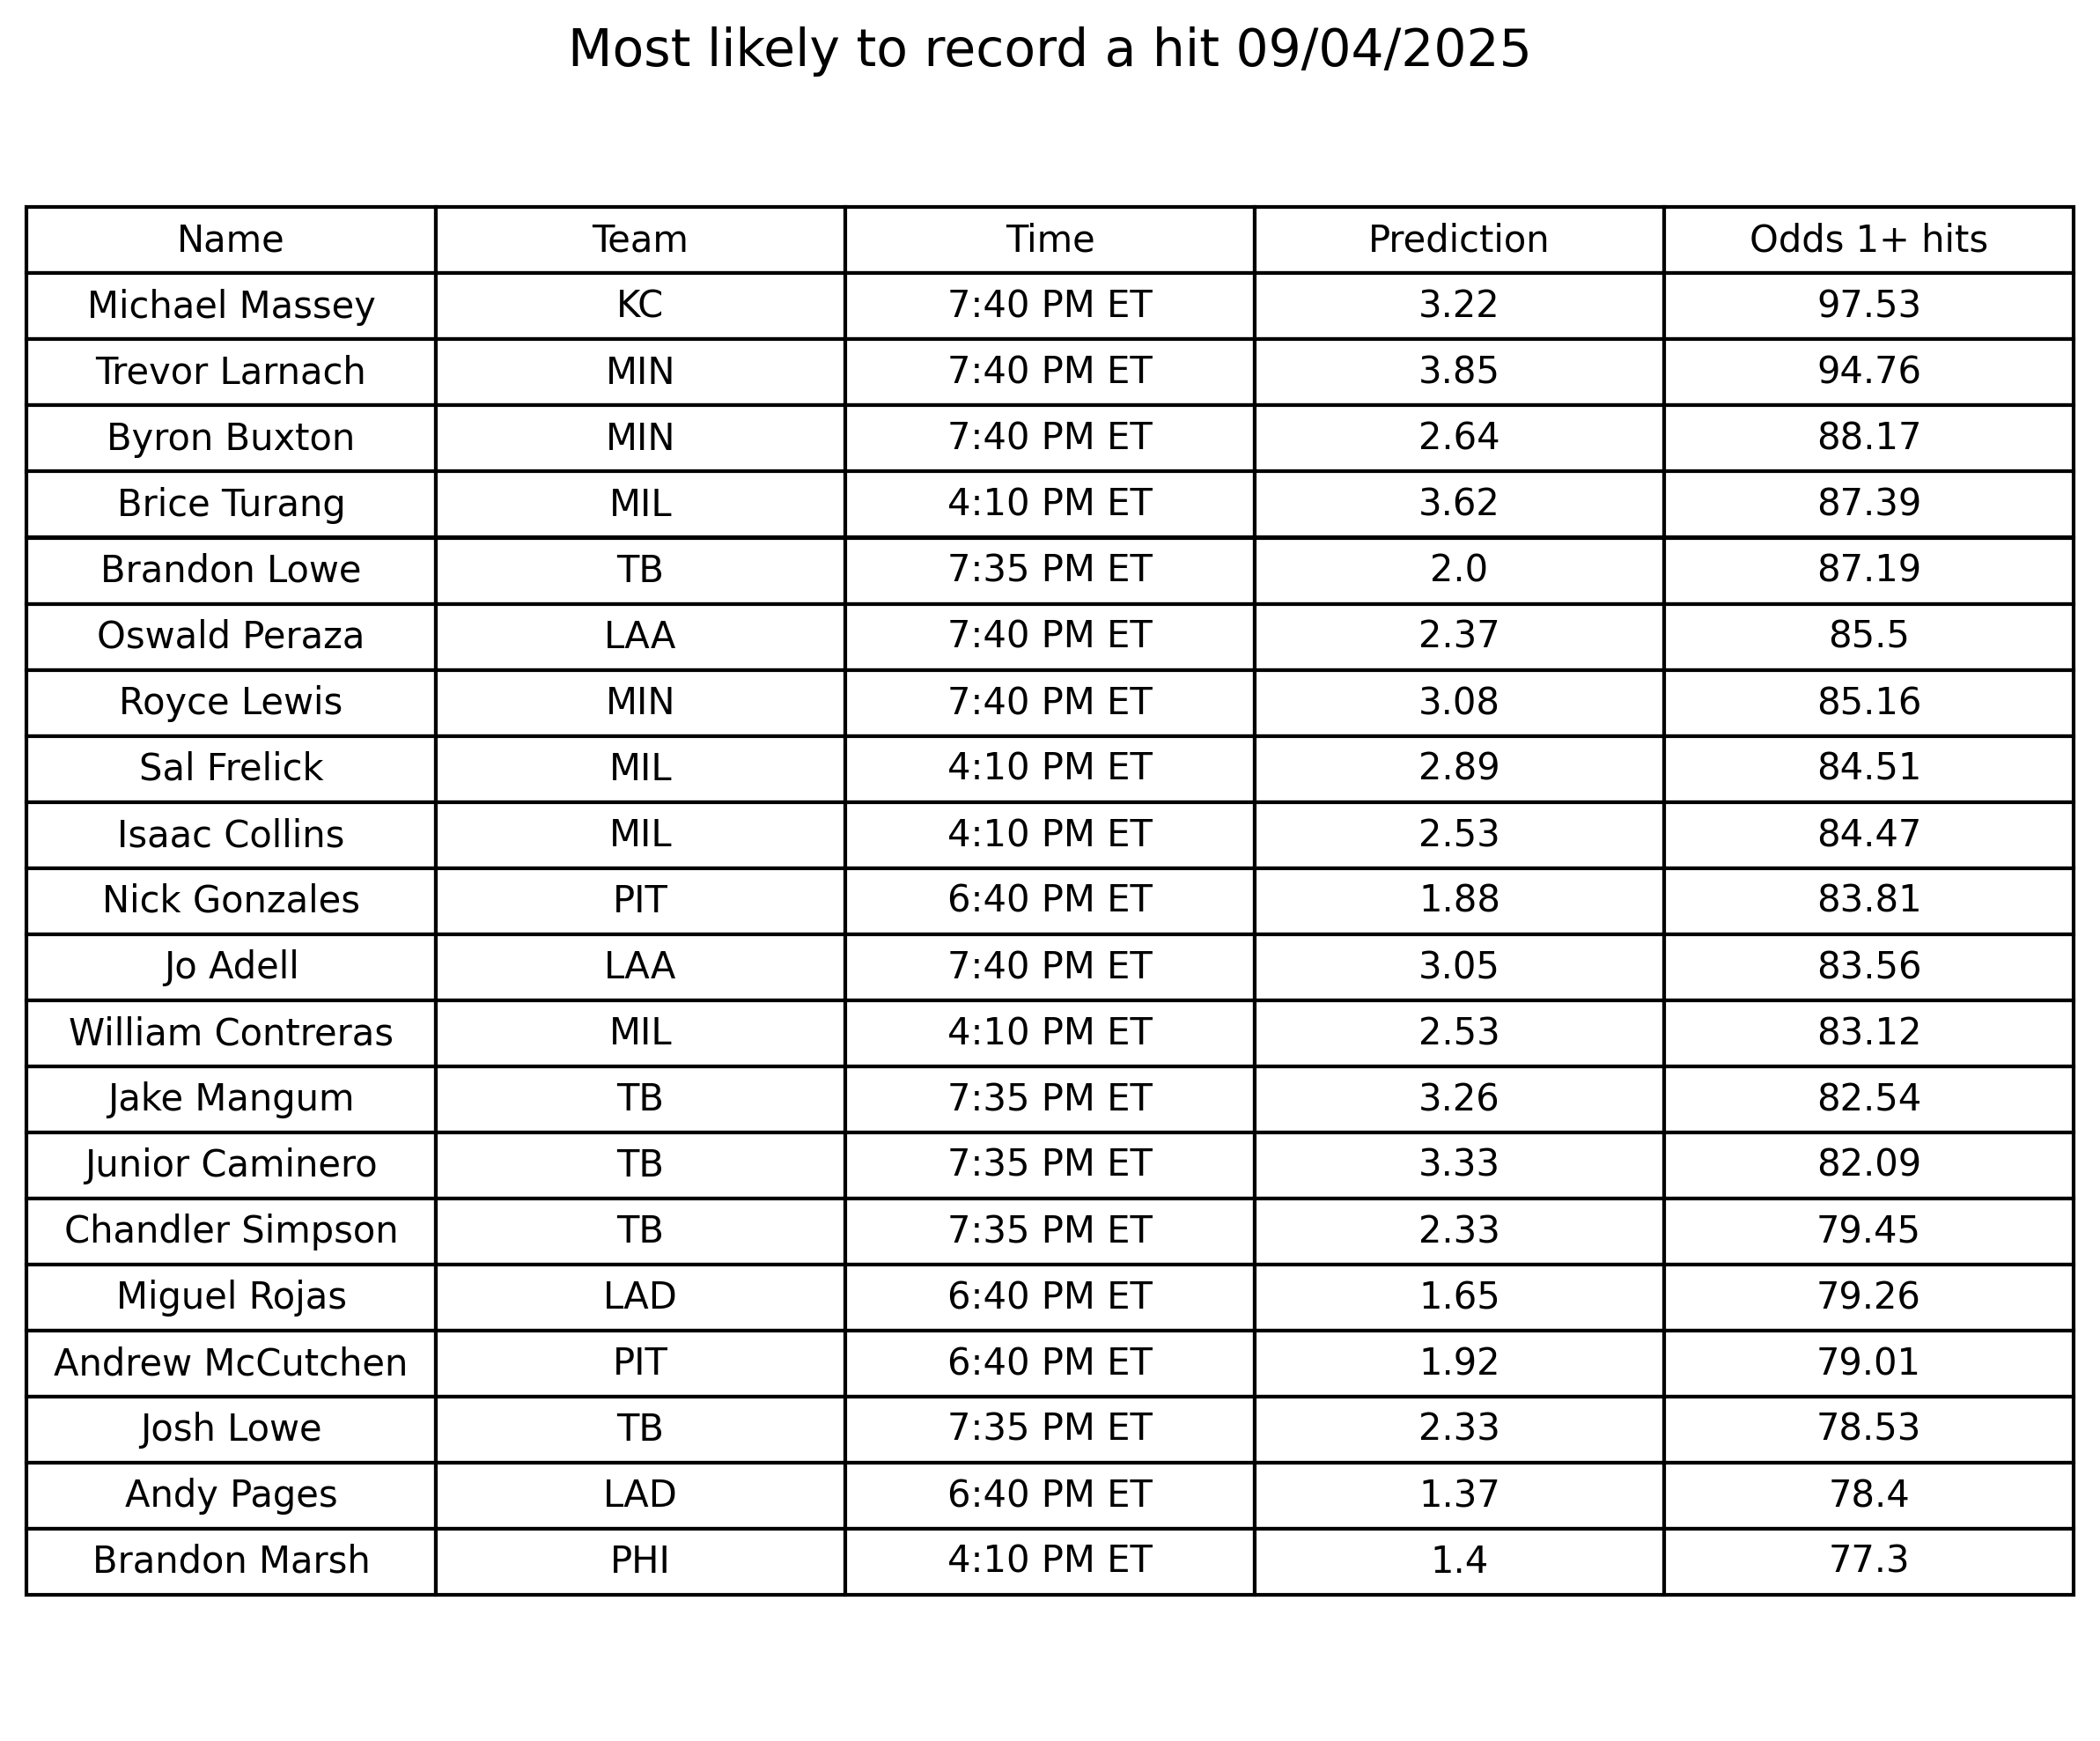 Most likely to record a hit 09/04/2025
Name Team Time Prediction Odds 1+ hits
Michael Massey KC 7:40 PM ET 3.22 97.53
Trevor Larnach MIN 7:40 PM ET 3.85 94.76
Byron Buxton MIN 7:40 PM ET 2.64 88.17
Brice Turang MIL 4:10 PM ET 3.62 87.39
Brandon Lowe TB 7:35 PM ET 2.0 87.19
Oswald Peraza LAA 7:40 PM ET 2.37 85.5
Royce Lewis MIN 7:40 PM ET 3.08 85.16
Sal Frelick MIL 4:10 PM ET 2.89 84.51
Isaac Collins MIL 4:10 PM ET 2.53 84.47
Nick Gonzales PIT 6:40 PM ET 1.88 83.81
Jo Adell LAA 7:40 PM ET 3.05 83.56
William Contreras MIL 4:10 PM ET 2.53 83.12
Jake Mangum TB 7:35 PM ET 3.26 82.54
Junior Caminero TB 7:35 PM ET 3.33 82.09
Chandler Simpson TB 7:35 PM ET 2.33 79.45
Miguel Rojas LAD 6:40 PM ET 1.65 79.26
Andrew McCutchen PIT 6:40 PM ET 1.92 79.01
Josh Lowe TB 7:35 PM ET 2.33 78.53
Andy Pages LAD 6:40 PM ET 1.37 78.4
Brandon Marsh PHI 4:10 PM ET 1.4 77.3